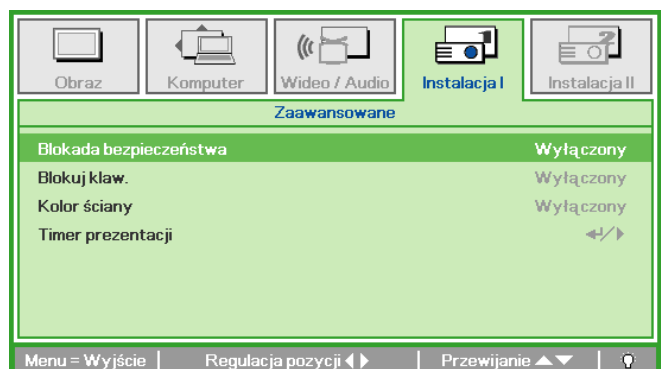 Obraz Komputer Wideo / Audio Instalacja I Instalacja II
Zaawansowane
Blokada bezpieczeństwa Wyłączony
Blokuj klaw. Wyłączony
Kolor ściany Wyłączony
Timer prezentacji
Menu = Wyjście Regulacja pozycji Przewijanie